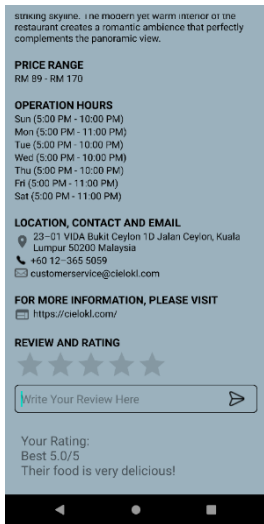 striking skyline. The modern yet warm interior of the
restaurant creates a romantic ambience that perfectly
complements the panoramic view.
PRICE RANGE
RM 89 - RM 170
OPERATION HOURS
Sun (5:00 PM - 10:00 PM)
Mon (5:00 PM - 11:00 PM)
Tue (5:00 PM - 10:00 PM)
Wed (5:00 PM - 10:00 PM)
Thu (5:00 PM - 10:00 PM)
Fri (5:00 PM - 11:00 PM)
Sat (5:00 PM - 11:00 PM)
LOCATION, CONTACT AND EMAIL
23–01 VIDA Bukit Ceylon 1D Jalan Ceylon, Kuala
Lumpur 50200 Malaysia
+60 12–365 5059
customerservice@cielokl.com
FOR MORE INFORMATION, PLEASE VISIT
https://cielokl.com/
REVIEW AND RATING
Write Your Review Here
Your Rating:
Best 5.0/5
Their food is very delicious!